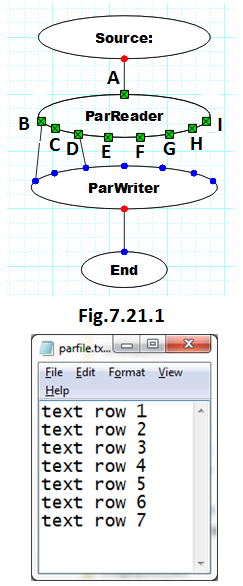 Source:
A
B
ParReader
I
C
D
E
F
G
H
ParWriter
End
Fig.7.21.1
parfile.tx...
File Edit Format View
Help
text row 1
text row 2
text row 3
text row 4
text row 5
text row 6
text row 7